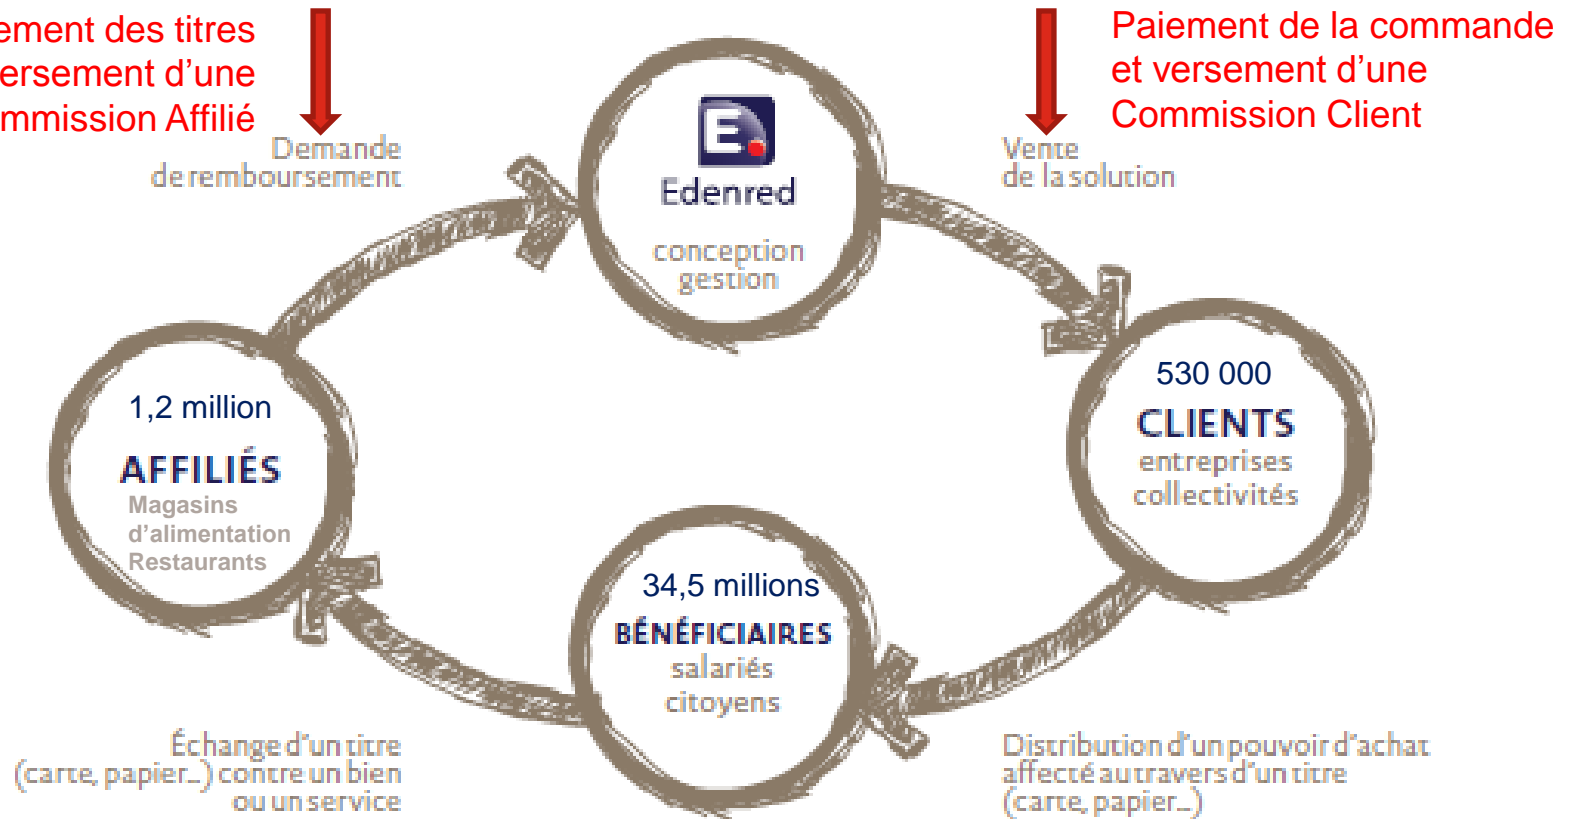 ement des titres
ersement d'une
mmission Affilié
Paiement de la commande
et versement d'une
Commission Client
Demande
de remboursement
Vente
de la solution
E.
Edenred
conception
gestion
1,2 million
AFFILIÉS
Magasins
d'alimentation
Restaurants
530 000
CLIENTS
entreprises
collectivités
34,5 millions
BÉNÉFICIAIRES
salariés
citoyens
Échange d'un titre
(carte, papier...) contre un bien
ou un service
Distribution d'un pouvoir d'achat
affecté au travers d'un titre
(carte, papier...)